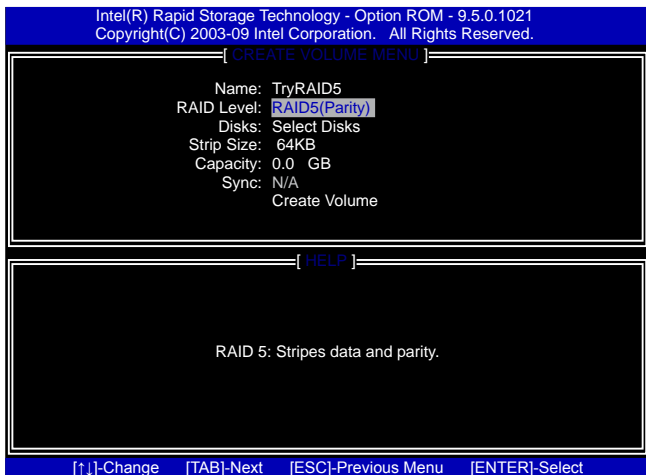 Intel(R) Rapid Storage Technology - Option ROM - 9.5.0.1021
Copyright(C) 2003-09 Intel Corporation. All Rights Reserved.
[ CREATE VOLUME MENU ]
Name: TryRAID5
RAID Level: RAID5(Parity)
Disks: Select Disks
Strip Size: 64KB
Capacity: 0.0 GB
Sync: N/A
Create Volume
[ HELP ]
RAID 5: Stripes data and parity.
[↑↓]-Change [TAB]-Next [ESC]-Previous Menu [ENTER]-Select